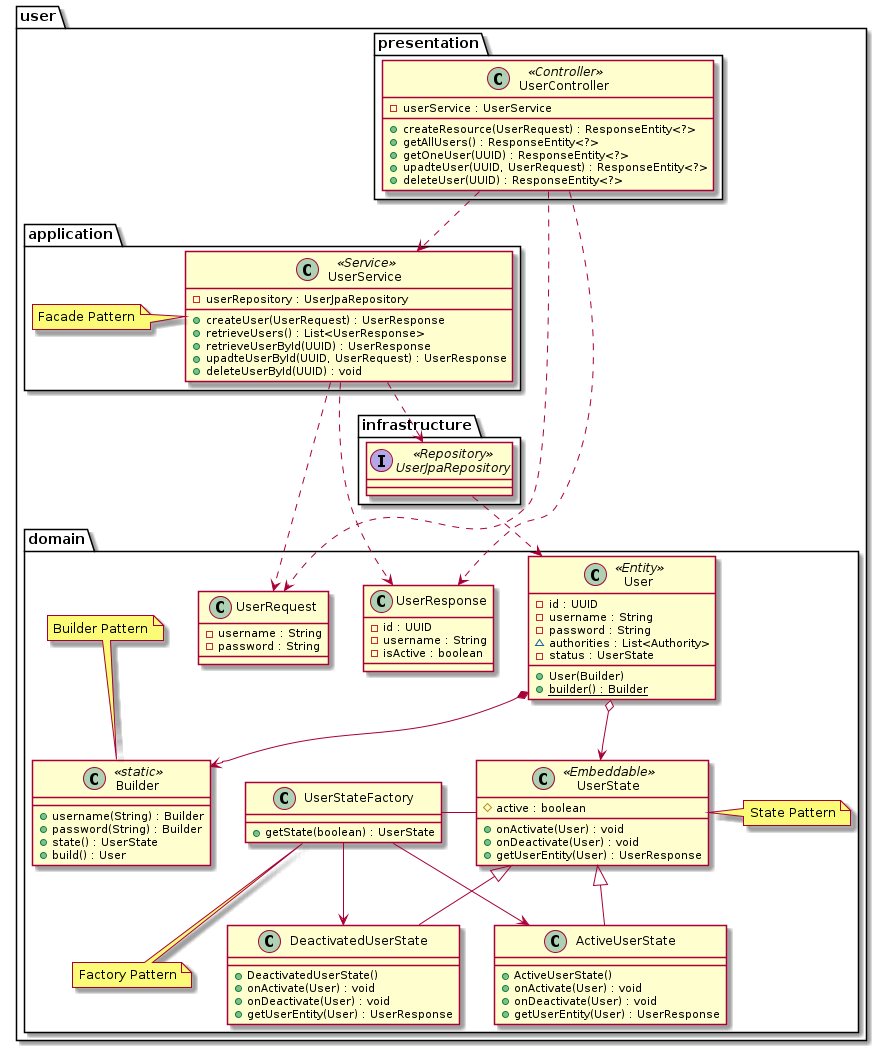 user
presentation
C «Controller»
UserController
userService : UserService
createResource(UserRequest) : ResponseEntity<?>
getAllUsers() : ResponseEntity<?>
getOneUser(UUID) : ResponseEntity<?>
upadteUser(UUID, UserRequest) : ResponseEntity<?>
deleteUser(UUID) : ResponseEntity<?>
application
C «Service»
UserService
userRepository : UserJpaRepository
createUser(UserRequest) : UserResponse
retrieveUsers() : List<UserResponse>
retrieveUserById(UUID) : UserResponse
upadteUserById(UUID, UserRequest) : UserResponse
deleteUserById(UUID) : void
Facade Pattern
infrastructure
I «Repository»
UserJpaRepository
domain
C UserRequest
username : String
password : String
C UserResponse
id : UUID
username : String
isActive : boolean
C «Entity»
User
id : UUID
username : String
password : String
authorities : List<Authority>
status : UserState
User(Builder)
builder() : Builder
Builder Pattern
C «static»
Builder
username(String) : Builder
password(String) : Builder
state() : UserState
build() : User
C UserStateFactory
getState(boolean) : UserState
C «Embeddable»
UserState
active : boolean
onActivate(User) : void
onDeactivate(User) : void
getUserEntity(User) : UserResponse
State Pattern
Factory Pattern
C DeactivatedUserState
DeactivatedUserState()
onActivate(User) : void
onDeactivate(User) : void
getUserEntity(User) : UserResponse
C ActiveUserState
ActiveUserState()
onActivate(User) : void
onDeactivate(User) : void
getUserEntity(User) : UserResponse